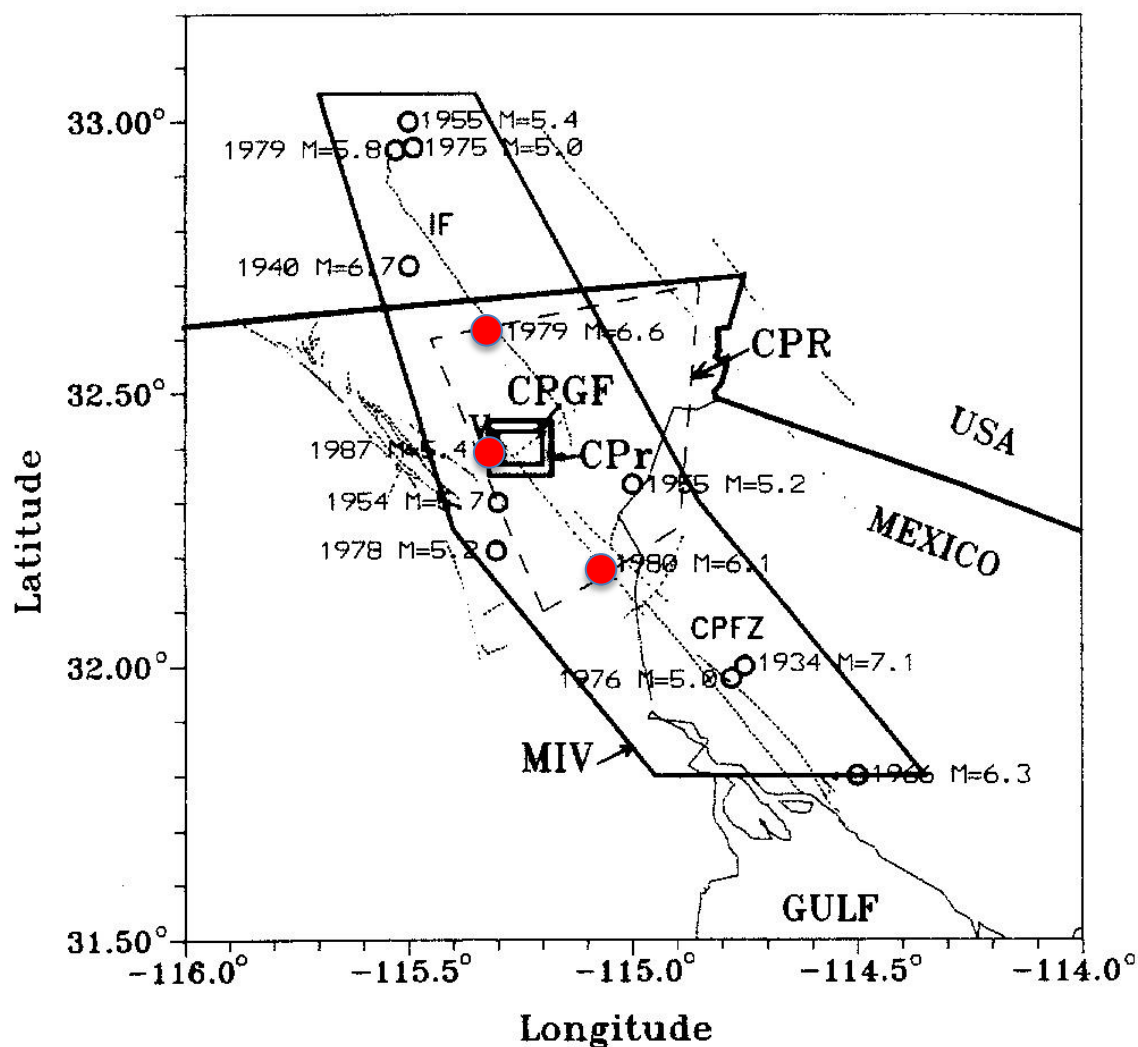 33.00°
1955 M=5.4
1979 M=5.8
1975 M=5.0
IF
1940 M=6.7
1979 M=6.6
CPR
32.50°
CPGF
USA
V
1987 M=5.4
CPr
1955 M=5.2
1954
7
MEXICO
1978 M=5.2
1980 M=6.1
Latitude
CPFZ
32.00°
1934 M=7.1
1976 M=5.0
MIV
1966 M=6.3
GULF
31.50°
-116.0°
-115.5°
-115.0°
-114.5°
-114.0°
Longitude